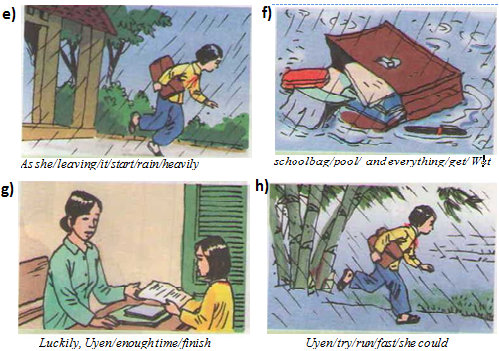 e)
As she/leaving/it/start/rain/heavily
f)
schoolbag/pool/ and everything/get/ Wet
g)
Luckily, Uyen/enough time/finish
h)
Uyen/try/run/fast/she could